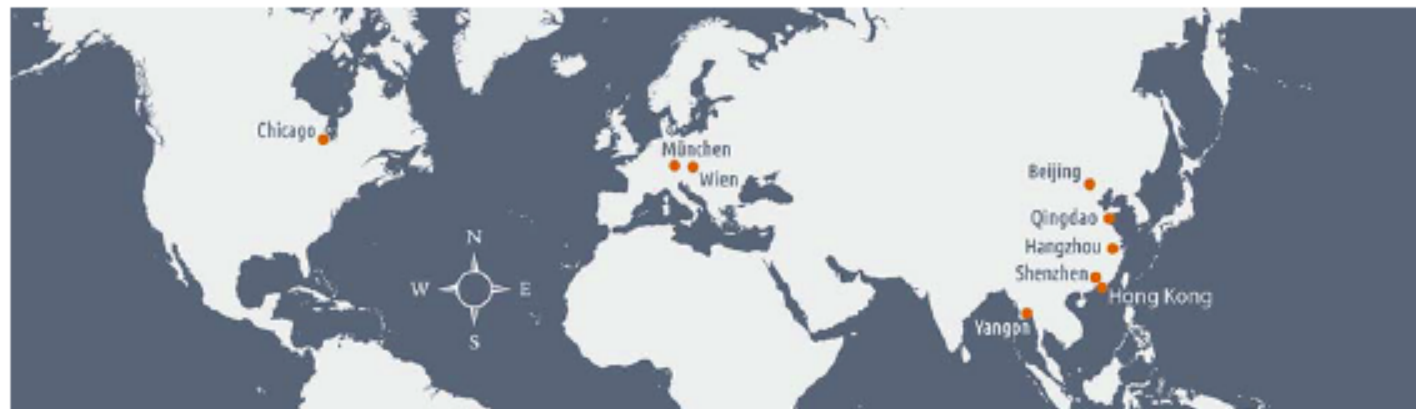 Chicago
München
Wien
Beijing
Qingdao
Hangzhou
Shenzhen
Hong Kong
Yangon
N
W E
S